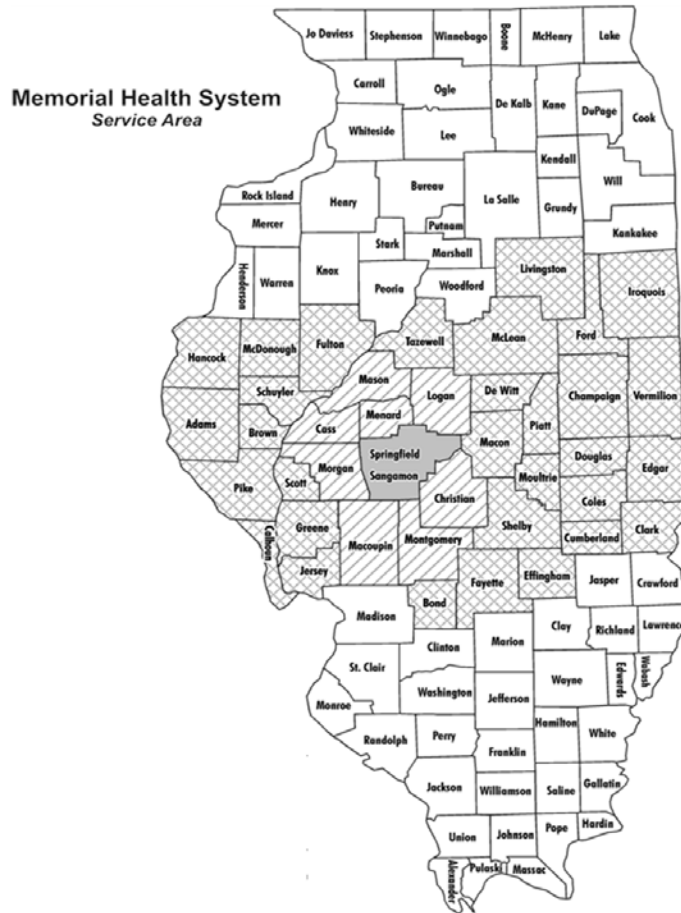 Memorial Health System
Service Area
Jo Daviess
Stephenson
Winnebago
Boone
McHenry
Lake
Carroll
Ogle
De Kalb
Kane
DuPage
Cook
Whiteside
Lee
Kendall
Will
Rock Island
Henry
Bureau
La Salle
Grundy
Mercer
Putnam
Kankakee
Stark
Marshall
Henderson
Warren
Knox
Peoria
Woodford
Livingston
Iroquois
Hancock
McDonough
Fulton
Tazewell
McLean
Ford
Mason
Schuyler
Logan
De Witt
Champaign
Vermilion
Adams
Brown
Cass
Menard
Macon
Piatt
Springfield
Sangamon
Douglas
Edgar
Pike
Scott
Morgan
Christian
Moultrie
Coles
Calhoun
Greene
Macoupin
Montgomery
Shelby
Cumberland
Clark
Jersey
Bond
Fayette
Effingham
Jasper
Crawford
Madison
Clinton
Marion
Clay
Richland
Lawrence
St. Clair
Washington
Jefferson
Wayne
Edwards
Wabash
Monroe
Randolph
Perry
Hamilton
White
Franklin
Jackson
Williamson
Saline
Gallatin
Union
Johnson
Pope
Hardin
Alexander
Pulaski
Massac